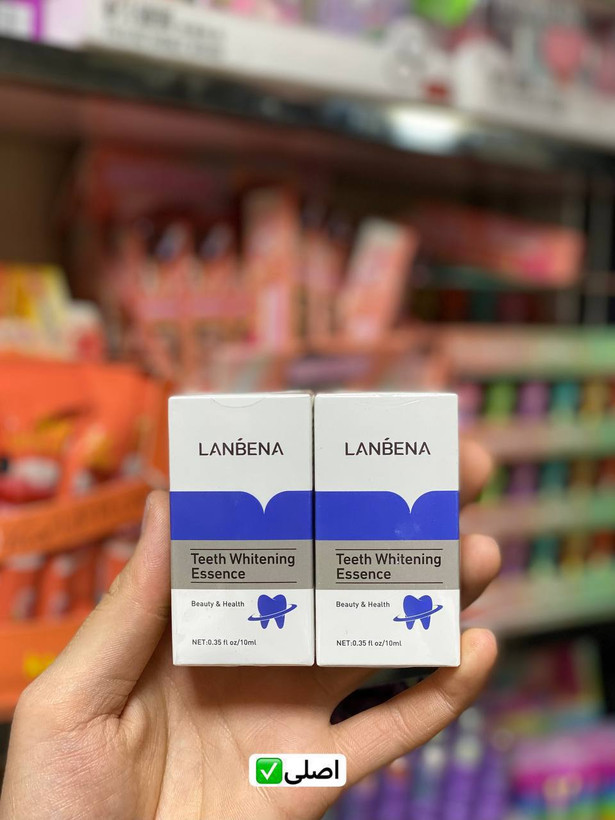 LANBENA
Teeth Whitening
Essence
Beauty & Health
NET:0.35 fl oz/10ml
LANBENA
Teeth Whitening
Essence
Beauty & Health
NET:0.35 fl oz/10ml
اصلی✅